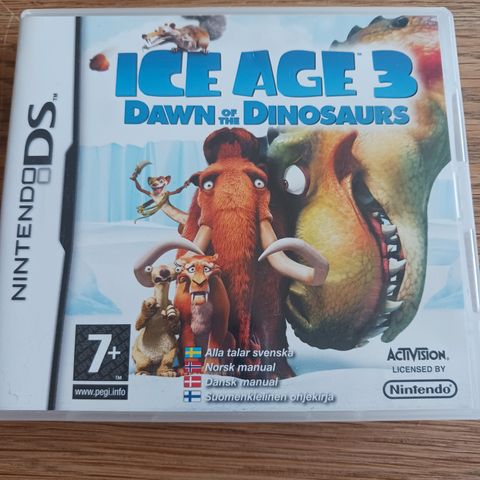 ICE AGE 3
DAWN OF THE DINOSAURS
NINTENDO DS™
7+
www.pegi.info
Alla talar svenska
Norsk manual
Dansk manual
Suomenkielinen ohjekirja
ACTIVISION
LICENSED BY
Nintendo